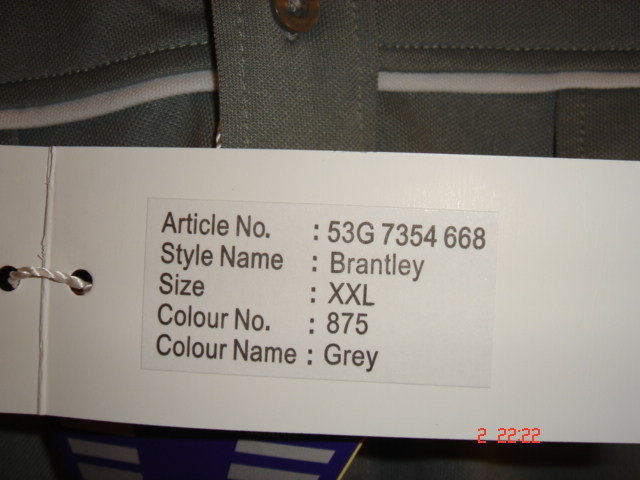 Article No. : 53G 7354 668
Style Name : Brantley
Size : XXL
Colour No. : 875
Colour Name : Grey
2 22:22